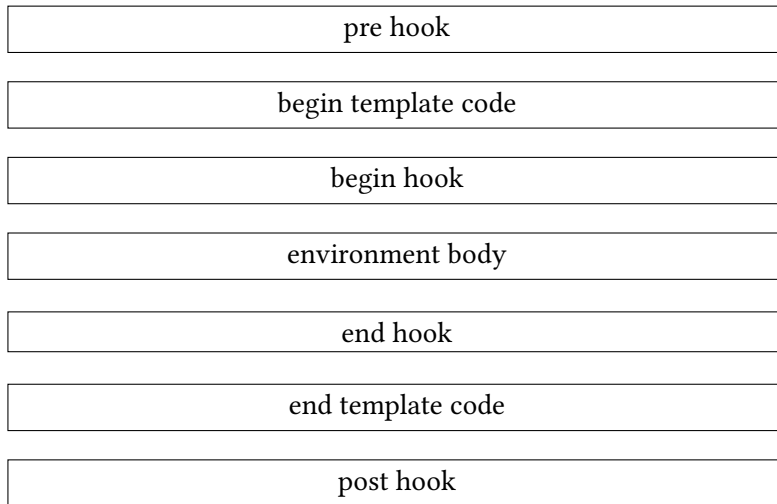 pre hook
begin template code
begin hook
environment body
end hook
end template code
post hook